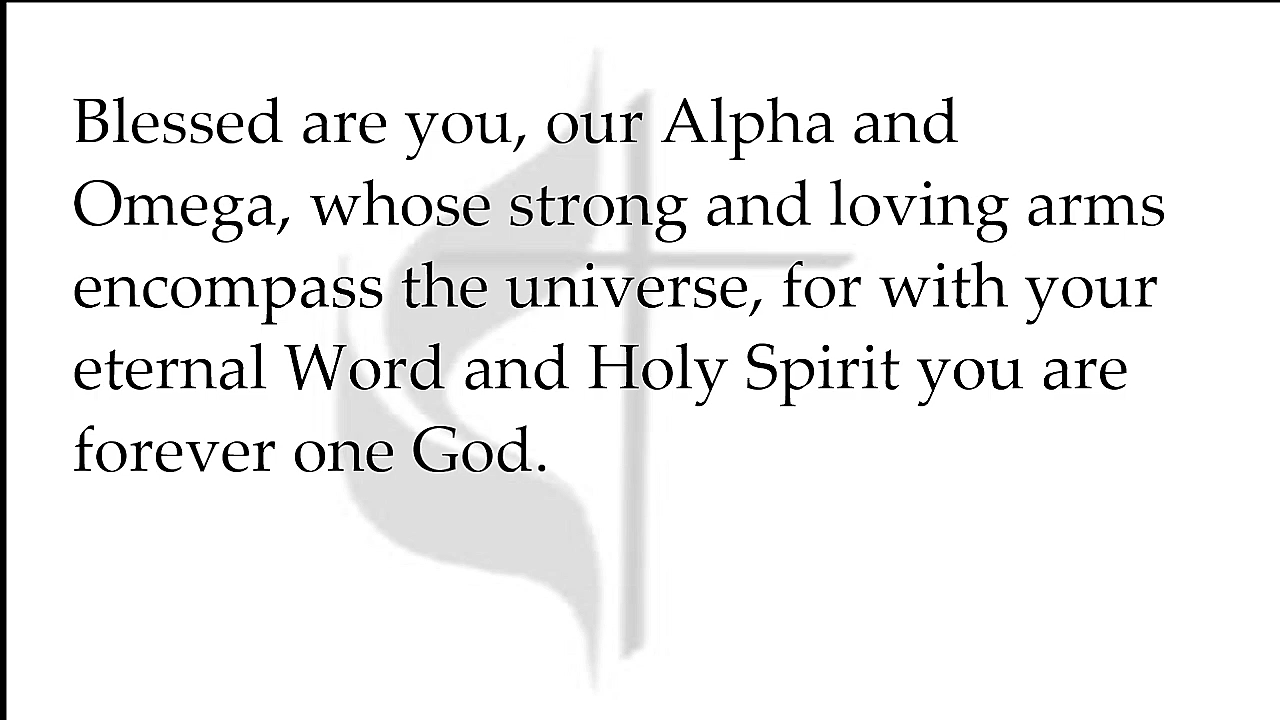 Blessed are you, our Alpha and
Omega, whose strong and loving arms
encompass the universe, for with your
eternal Word and Holy Spirit you are
forever one God.